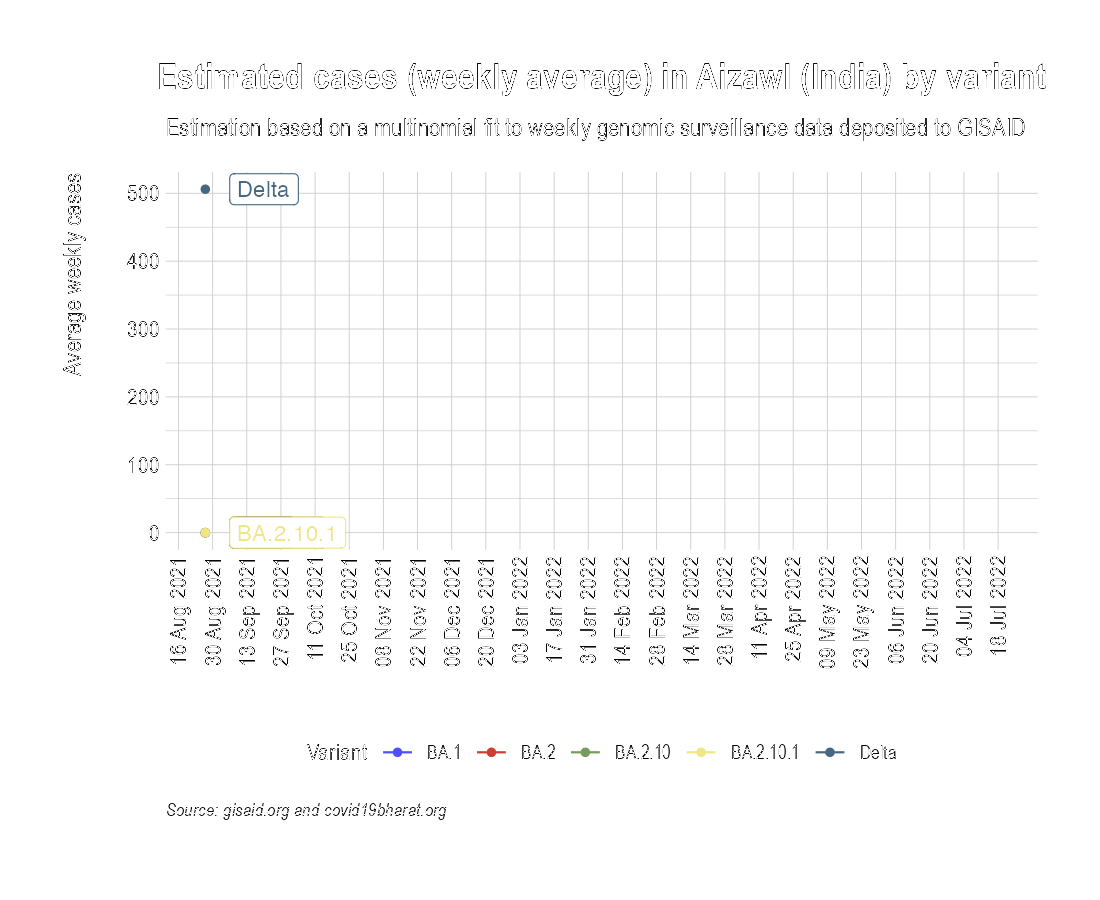 Estimated cases (weekly average) in Aizawl (India) by variant
Estimation based on a multinomial fit to weekly genomic surveillance data deposited to GISAID
Average weekly cases
500
400
300
200
100
0
Delta
BA.2.10.1
16 Aug 2021
30 Aug 2021
13 Sep 2021
27 Sep 2021
11 Oct 2021
25 Oct 2021
08 Nov 2021
22 Nov 2021
06 Dec 2021
20 Dec 2021
03 Jan 2022
17 Jan 2022
31 Jan 2022
14 Feb 2022
28 Feb 2022
14 Mar 2022
28 Mar 2022
11 Apr 2022
25 Apr 2022
09 May 2022
23 May 2022
06 Jun 2022
20 Jun 2022
04 Jul 2022
18 Jul 2022
Variant BA.1 BA.2 BA.2.10 BA.2.10.1 Delta
Source: gisaid.org and covid19bharat.org